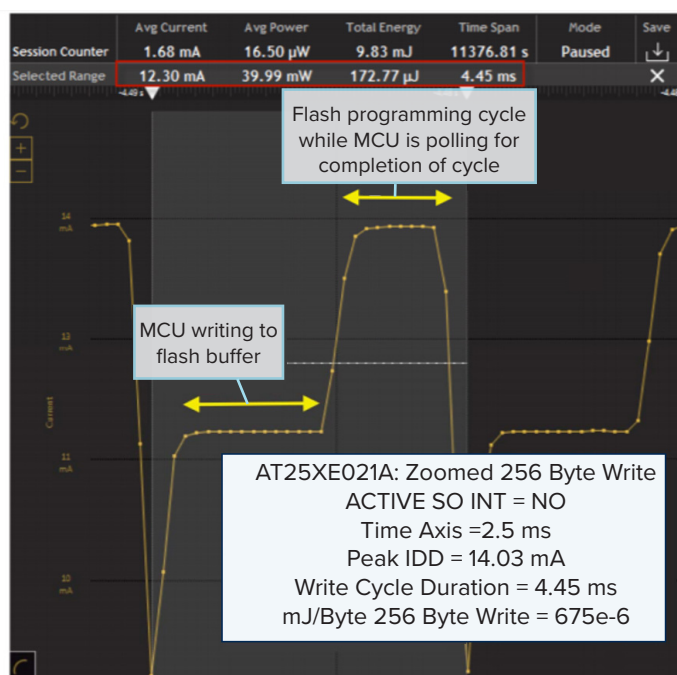 Avg Current Avg Power Total Energy Time Span Mode Save
Session Counter 1.68 mA 16.50 µW 9.83 mJ 11376.81 s Paused
Selected Range 12.30 mA 39.99 mW 172.77 µJ 4.45 ms X
-4.49 s
Flash programming cycle
while MCU is polling for
completion of cycle
14
mA
13
mA
MCU writing to
flash buffer
Current
11
mA
10
mA
AT25XE021A: Zoomed 256 Byte Write
ACTIVE SO INT = NO
Time Axis =2.5 ms
Peak IDD = 14.03 mA
Write Cycle Duration = 4.45 ms
mJ/Byte 256 Byte Write = 675e-6